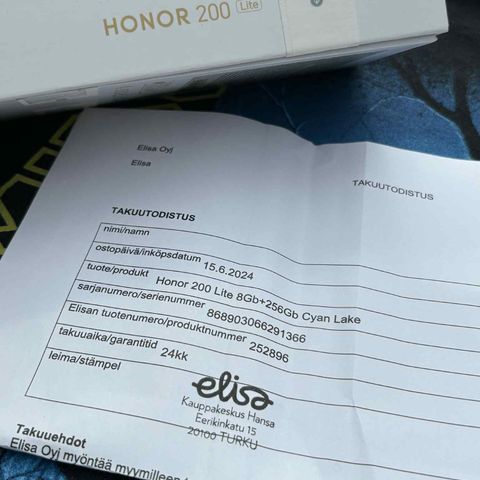 HONOR 200 Lite
Elisa Oyj
Elisa
TAKUUTODISTUS
TAKUUTODISTUS
nimi/namn
ostopäivä/inköpsdatum 15.6.2024
tuote/produkt Honor 200 Lite 8Gb+256Gb Cyan Lake
sarjanumero/serienummer 868903066291366
Elisan tuotenumero/produktnummer 252896
takuuaika/garantitid 24kk
leima/stämpel
elisa
Kauppakeskus Hansa
Eerikinkatu 15
20100 TURKU
Takuuehdot
Elisa Oyj myöntää myymilleen